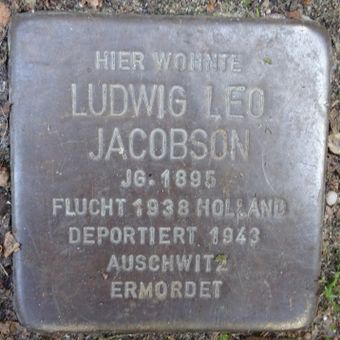 HIER WOHNTE
LUDWIG LEO
JACOBSON
JG. 1895
FLUCHT 1938 HOLLAND
DEPORTIERT 1943
AUSCHWITZ
ERMORDET